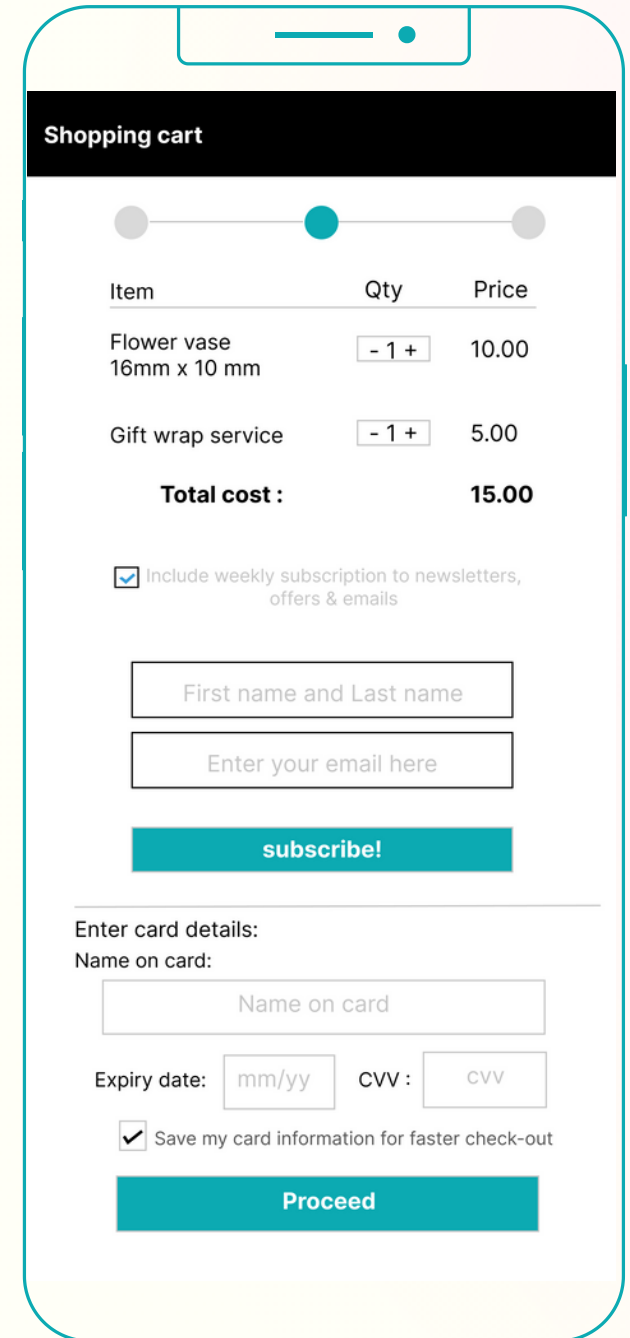 Shopping cart
Item Qty Price
Flower vase
16mm x 10 mm
- 1 + 10.00
Gift wrap service - 1 + 5.00
Total cost : 15.00
Include weekly subscription to newsletters,
offers & emails
First name and Last name
Enter your email here
subscribe!
Enter card details:
Name on card:
Name on card
Expiry date: mm/yy CVV : CVV
Save my card information for faster check-out
Proceed